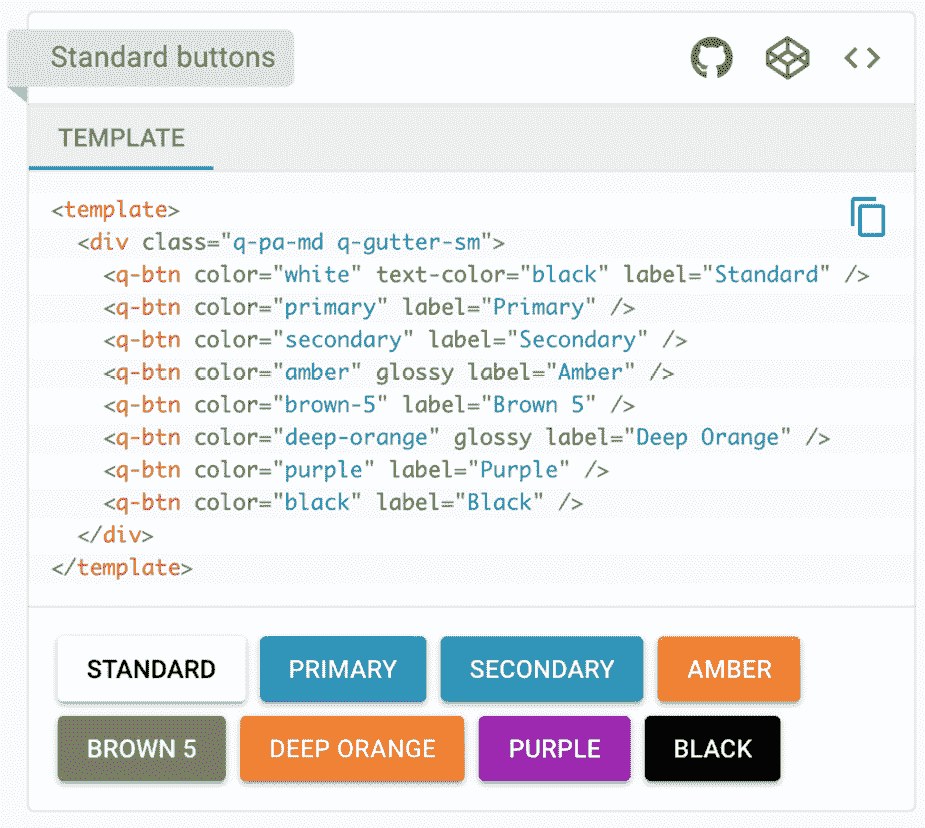 Standard buttons
TEMPLATE
<template>
  <div class="q-pa-md q-gutter-sm">
    <q-btn color="white" text-color="black" label="Standard" />
    <q-btn color="primary" label="Primary" />
    <q-btn color="secondary" label="Secondary" />
    <q-btn color="amber" glossy label="Amber" />
    <q-btn color="brown-5" label="Brown 5" />
    <q-btn color="deep-orange" glossy label="Deep Orange" />
    <q-btn color="purple" label="Purple" />
    <q-btn color="black" label="Black" />
  </div>
</template>
STANDARD PRIMARY SECONDARY AMBER
BROWN 5 DEEP ORANGE PURPLE BLACK